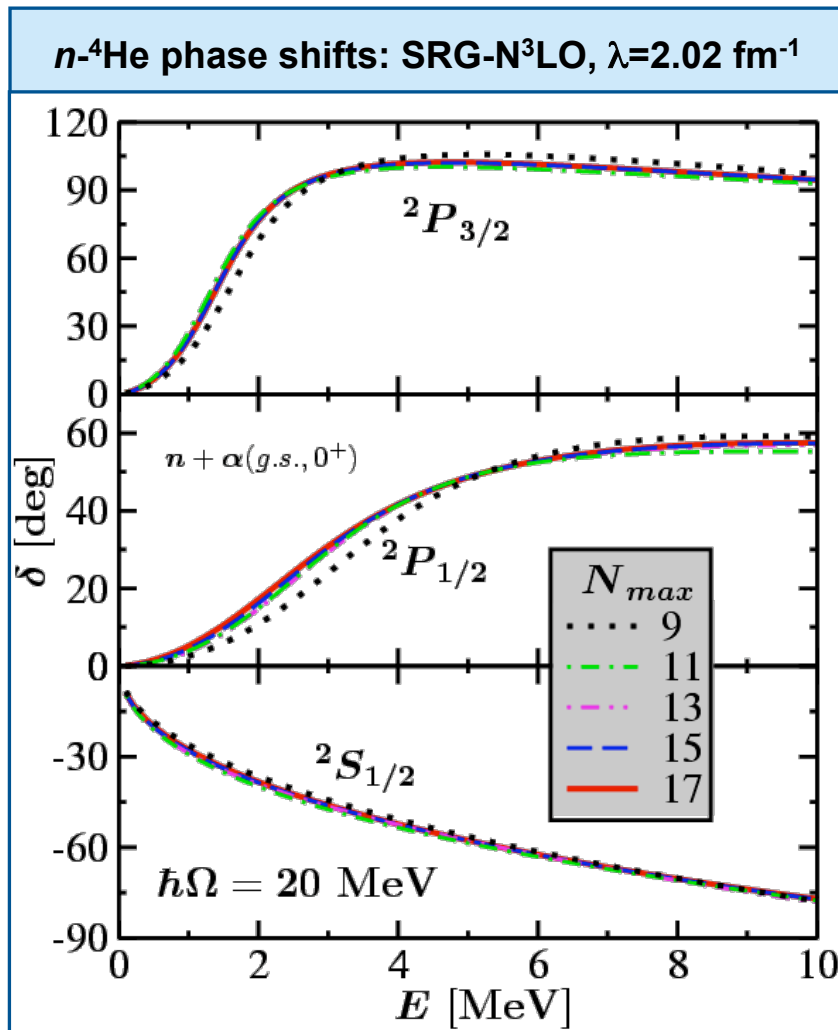 n-⁴He phase shifts: SRG-N³LO, λ=2.02 fm⁻¹
120
90
60
30
0
²P₃/₂
60
40
20
0
n + α(g.s., 0⁺)
²P₁/₂
δ [deg]
N_max
9
11
13
15
17
-30
-60
-90
²S₁/₂
ħΩ = 20 MeV
0 2 4 6 8 10
E [MeV]